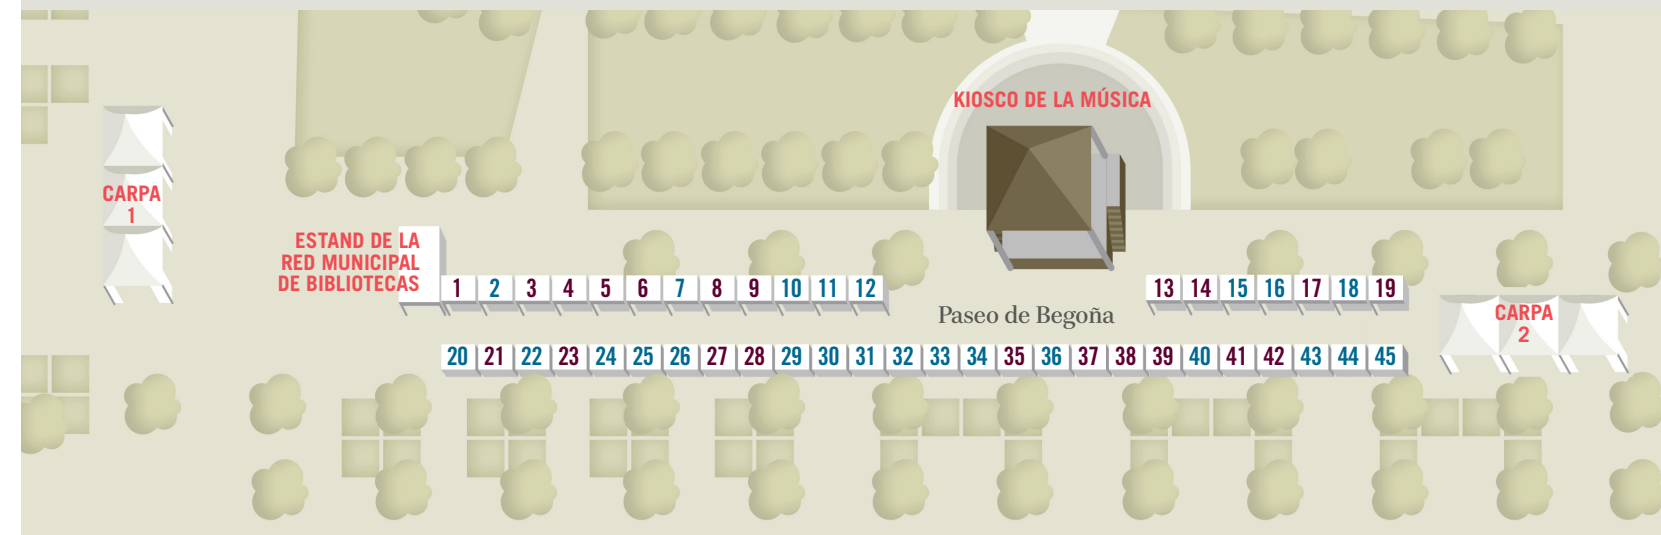 KIOSCO DE LA MÚSICA
CARPA
1
ESTAND DE LA
RED MUNICIPAL
DE BIBLIOTECAS
1 2 3 4 5 6 7 8 9 10 11 12
13 14 15 16 17 18 19
Paseo de Begoña
CARPA
2
20 21 22 23 24 25 26 27 28 29 30 31 32 33 34 35 36 37 38 39 40 41 42 43 44 45